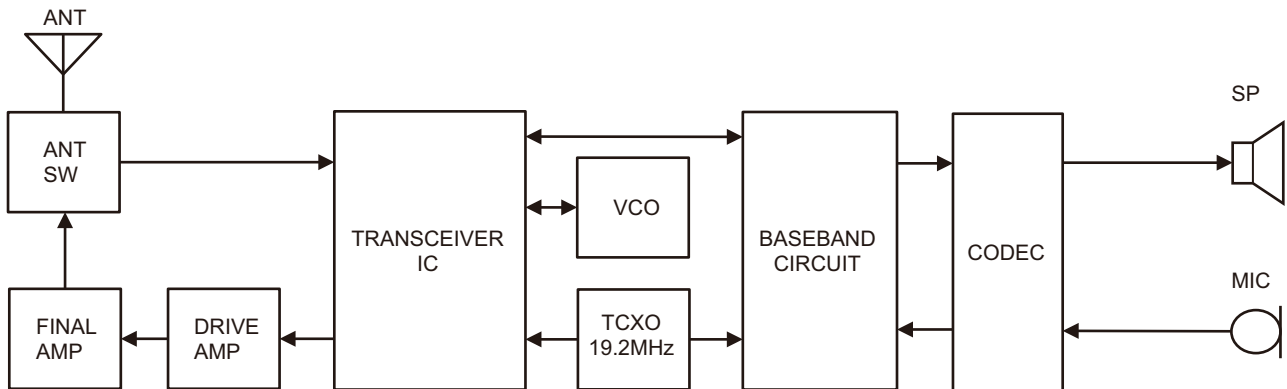 ANT
ANT
SW
FINAL
AMP
DRIVE
AMP
TRANSCEIVER
IC
VCO
TCXO
19.2MHz
BASEBAND
CIRCUIT
CODEC
SP
MIC